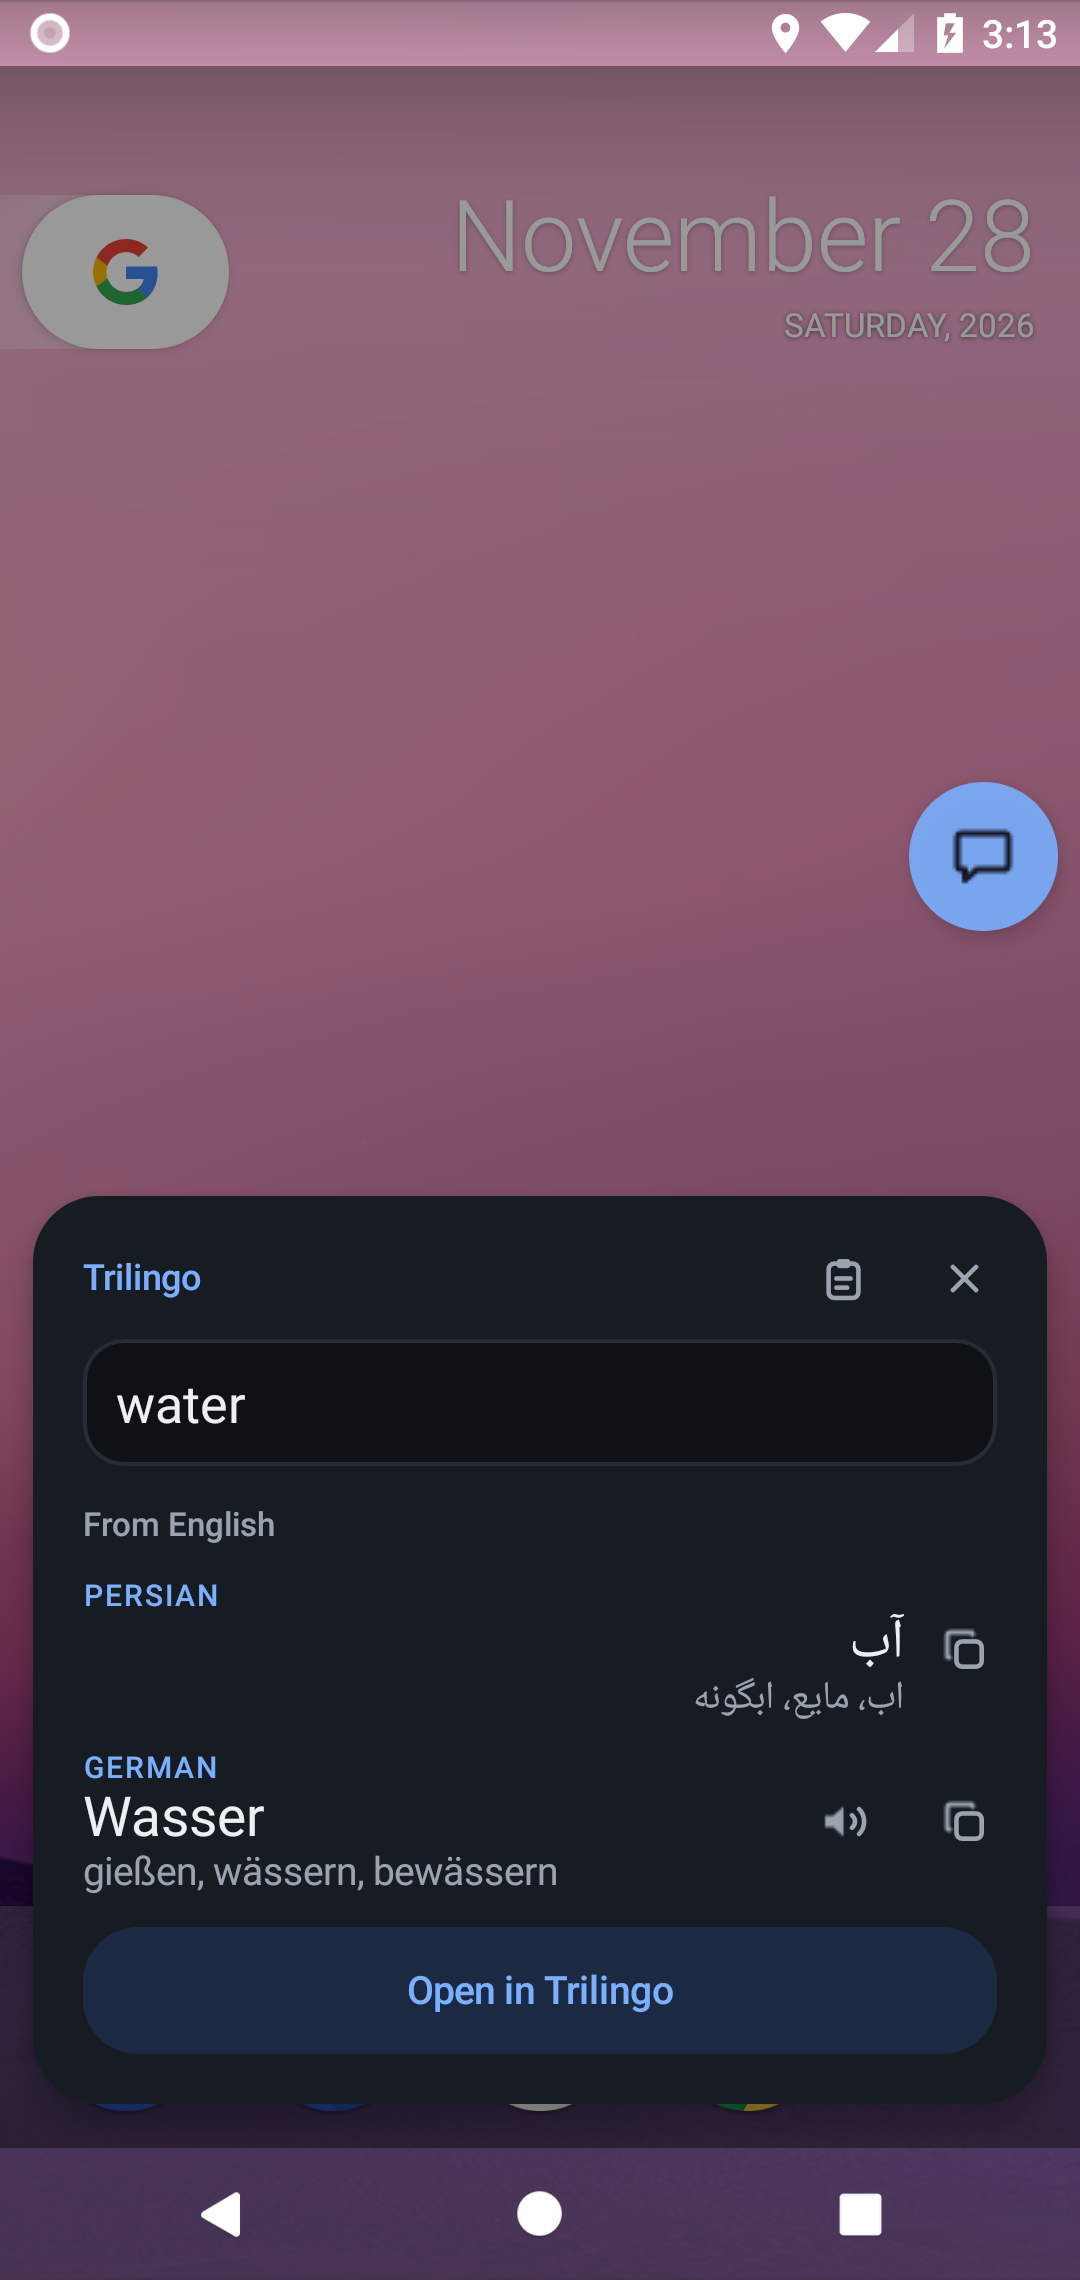 3:13
November 28
SATURDAY, 2026
Trilingo
water
From English
PERSIAN
آب
اب، مایع، ابگونه
GERMAN
Wasser
gießen, wässern, bewässern
Open in Trilingo